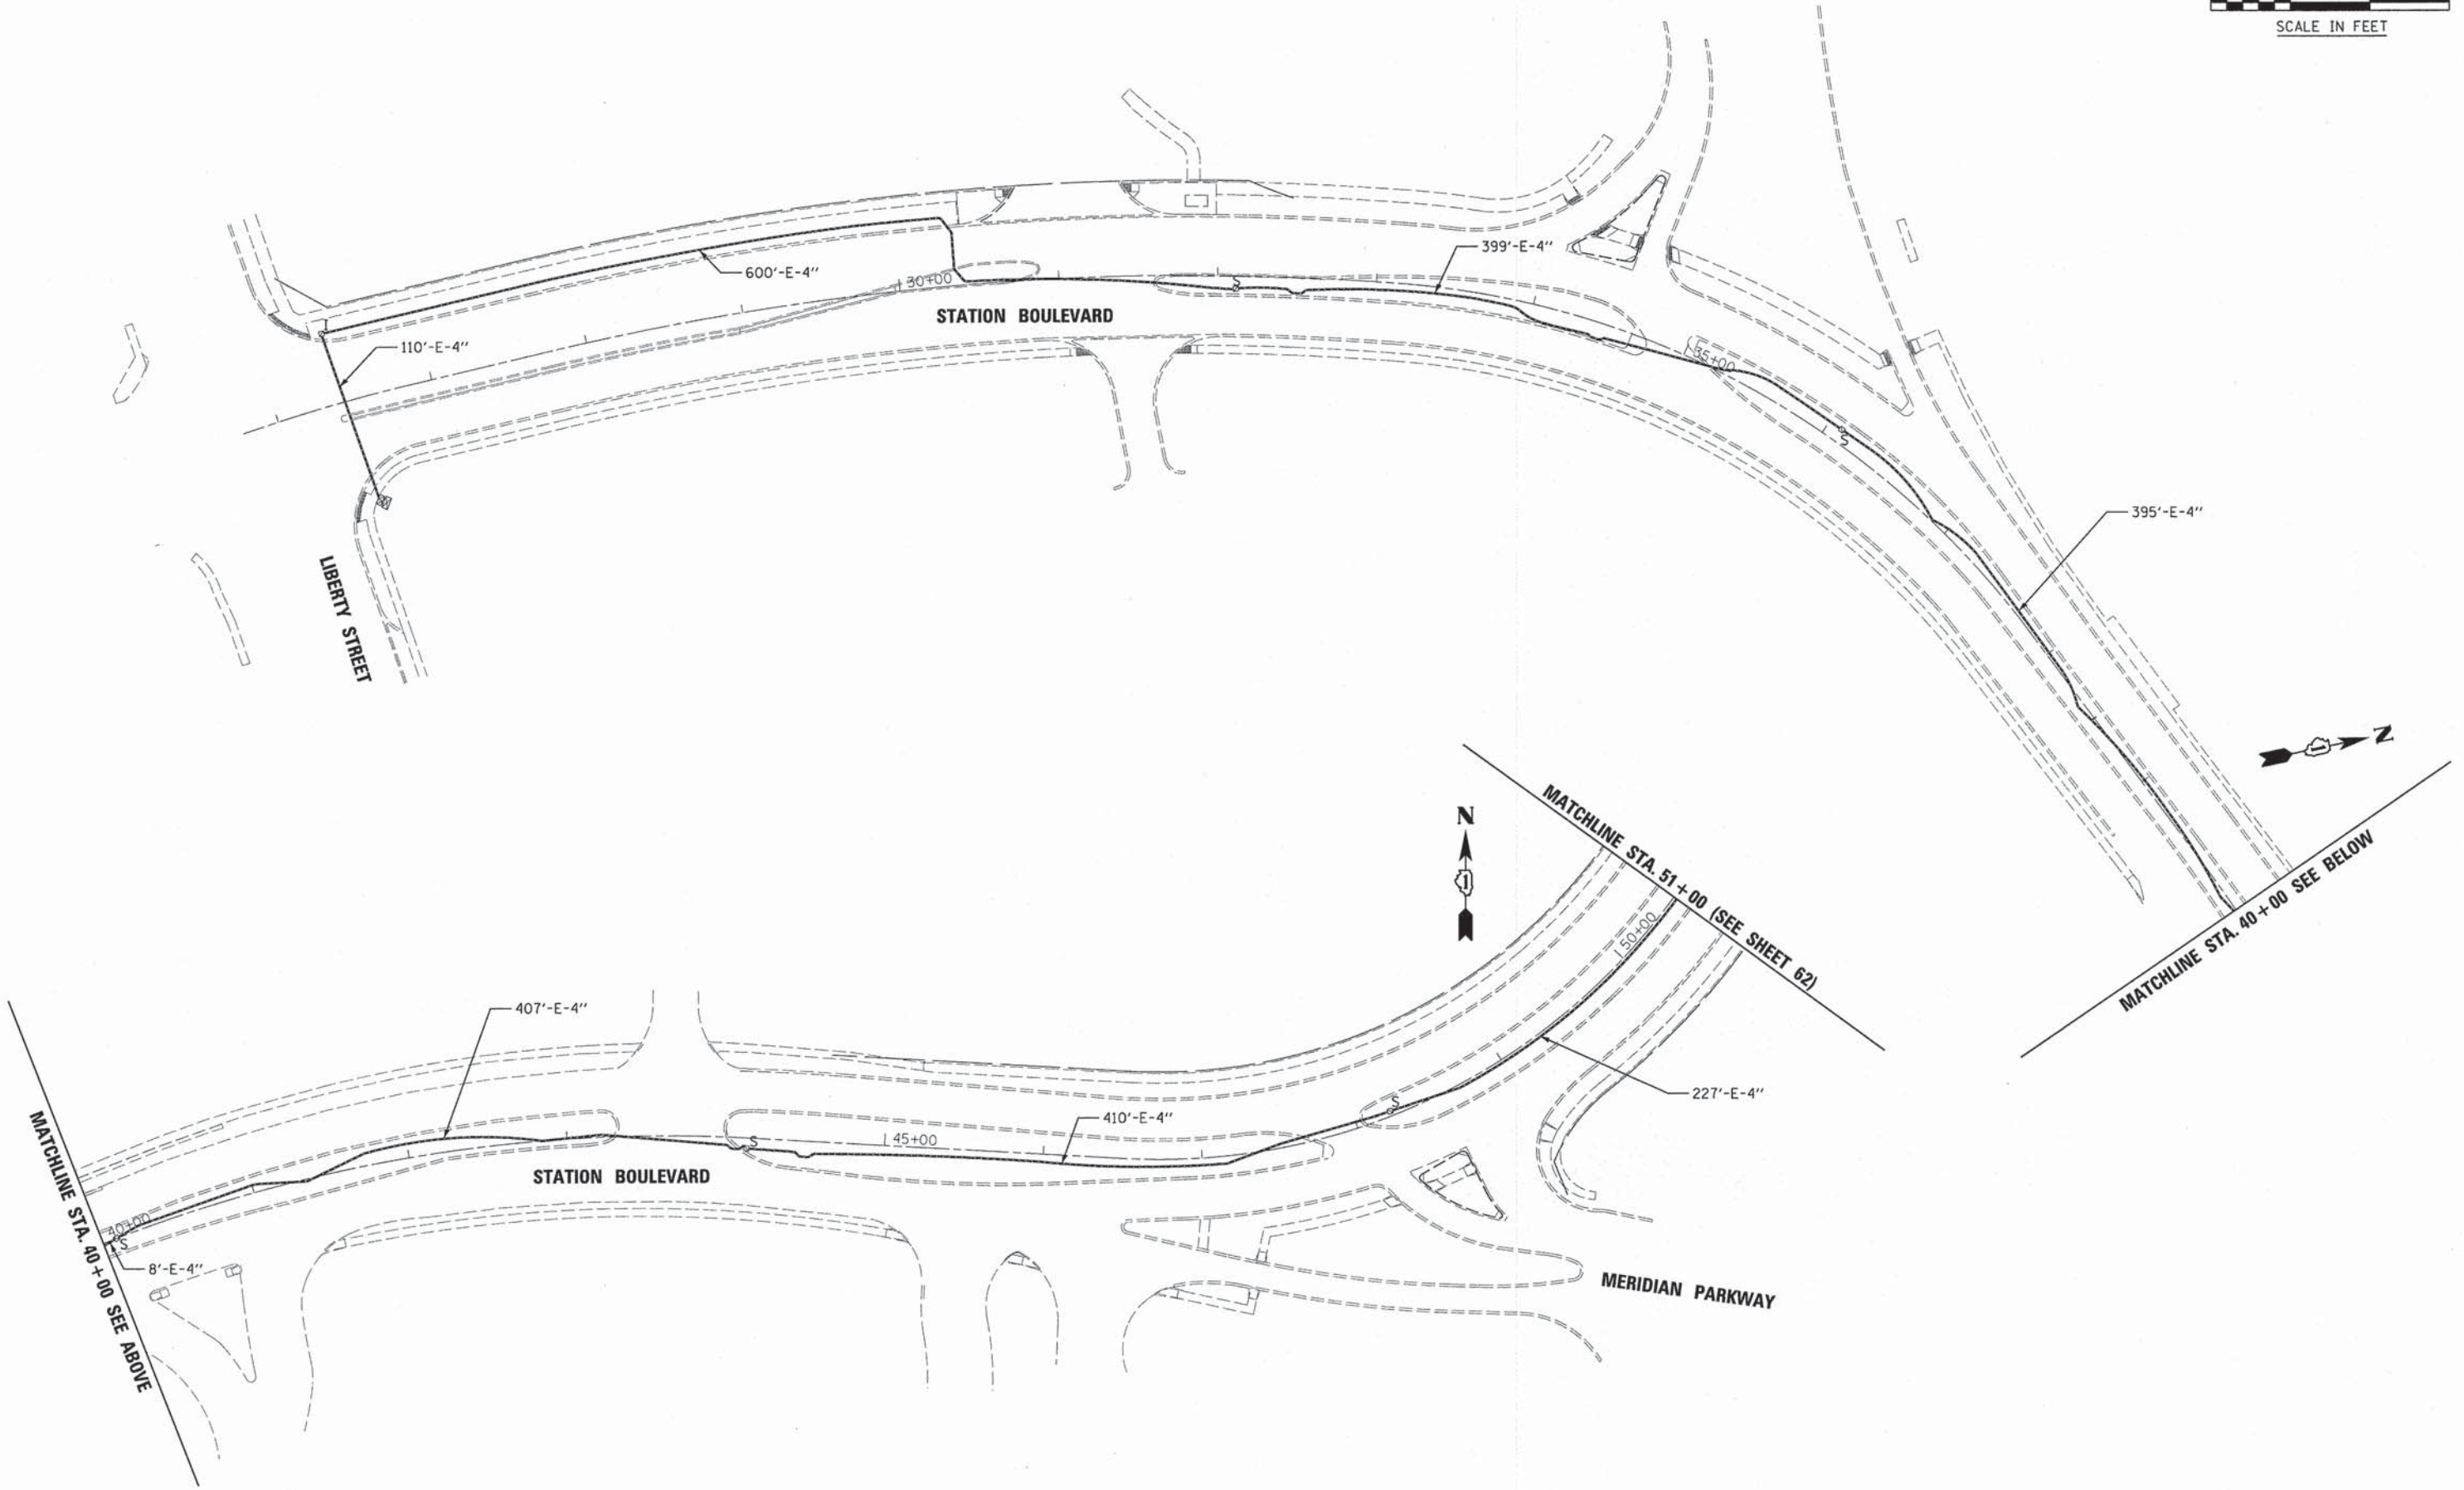 SCALE IN FEET
399'-E-4"
600'-E-4"
30+00
S
STATION BOULEVARD
110'-E-4"
35+00
S
395'-E-4"
LIBERTY STREET
N
MATCHLINE STA. 40+00 SEE BELOW
N
MATCHLINE STA. 51+00 (SEE SHEET 62)
50+00
407'-E-4"
227'-E-4"
S
410'-E-4"
45+00
S
STATION BOULEVARD
40+00
S
8'-E-4"
MATCHLINE STA. 40+00 SEE ABOVE
MERIDIAN PARKWAY